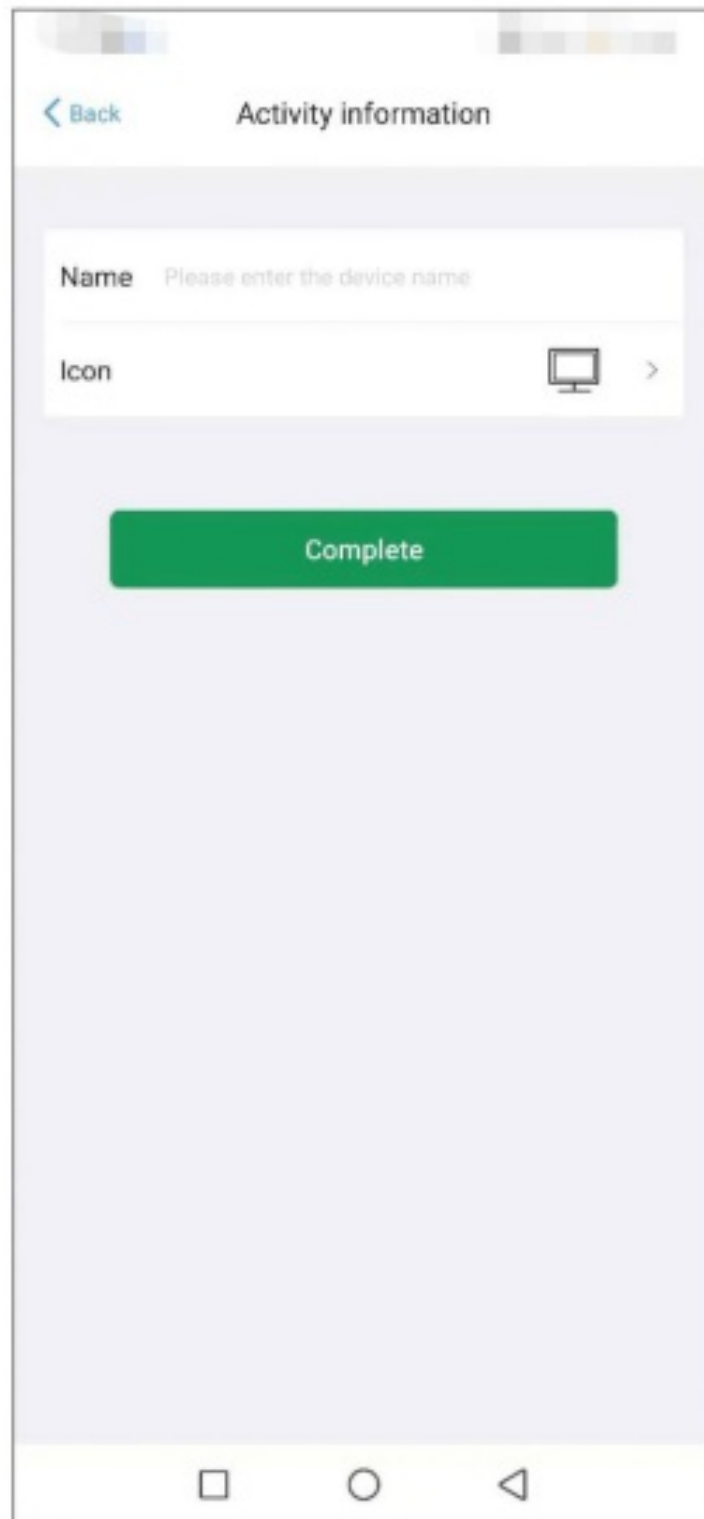 Back
Activity information
Name Please enter the device name
Icon
Complete